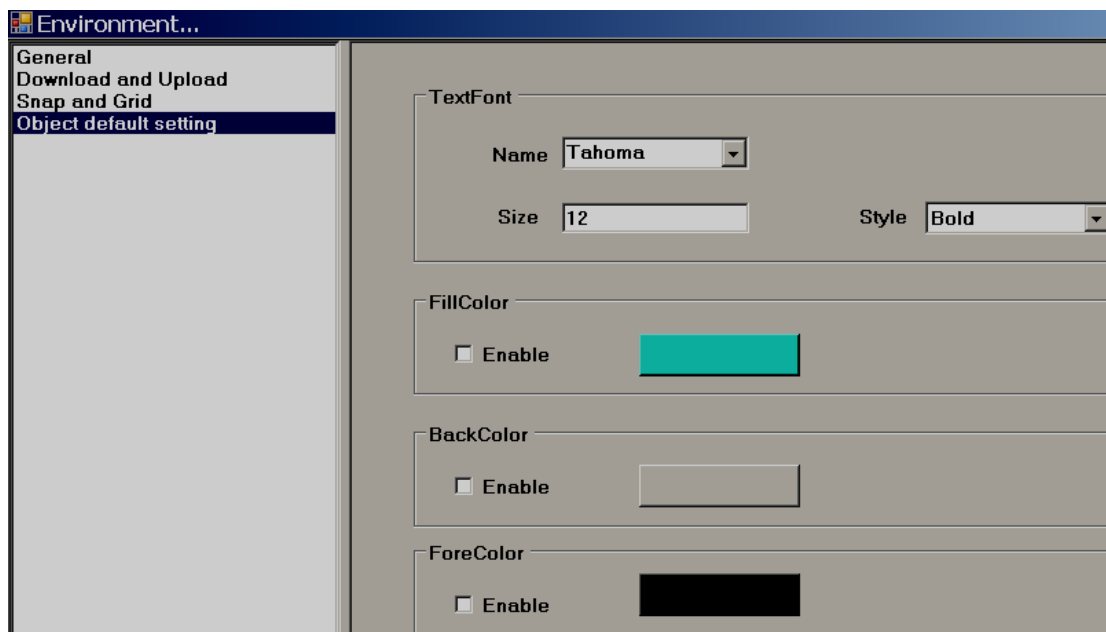 Environment...
General
Download and Upload
Snap and Grid
Object default setting
TextFont
Name Tahoma
Size 12 Style Bold
FillColor
Enable
BackColor
Enable
ForeColor
Enable